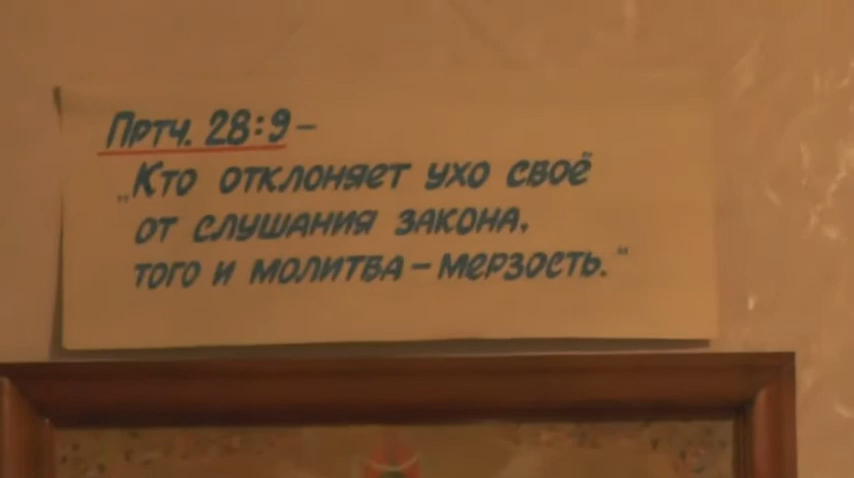 Пртч. 28:9 –
„Кто отклоняет ухо своё
от слушания закона,
того и молитва – мерзость.“